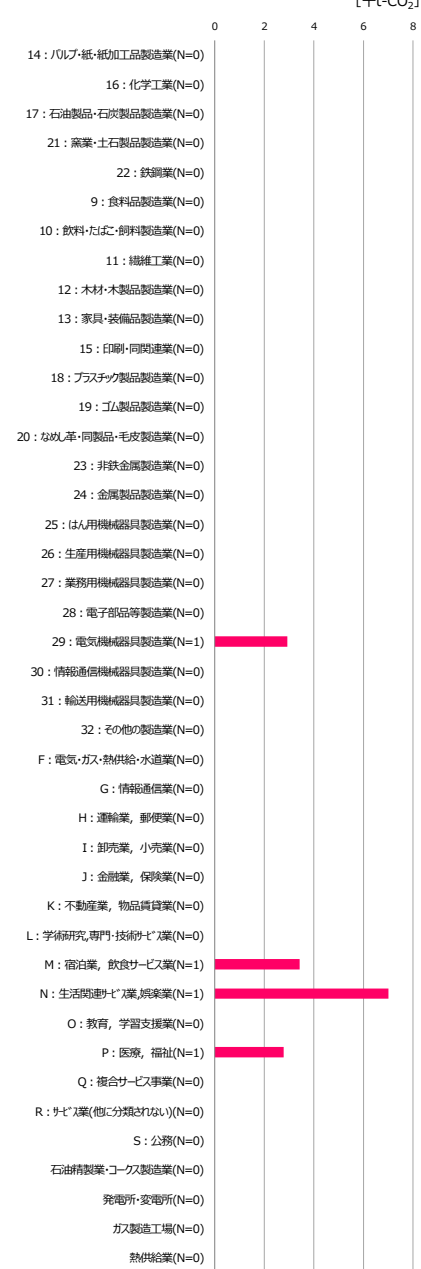 [千t-CO₂]
0 2 4 6 8
14：パルプ・紙・紙加工品製造業(N=0)
16：化学工業(N=0)
17：石油製品・石炭製品製造業(N=0)
21：窯業・土石製品製造業(N=0)
22：鉄鋼業(N=0)
9：食料品製造業(N=0)
10：飲料・たばこ・飼料製造業(N=0)
11：繊維工業(N=0)
12：木材・木製品製造業(N=0)
13：家具・装備品製造業(N=0)
15：印刷・同関連業(N=0)
18：プラスチック製品製造業(N=0)
19：ゴム製品製造業(N=0)
20：なめし革・同製品・毛皮製造業(N=0)
23：非鉄金属製造業(N=0)
24：金属製品製造業(N=0)
25：はん用機械器具製造業(N=0)
26：生産用機械器具製造業(N=0)
27：業務用機械器具製造業(N=0)
28：電子部品等製造業(N=0)
29：電気機械器具製造業(N=1)
30：情報通信機械器具製造業(N=0)
31：輸送用機械器具製造業(N=0)
32：その他の製造業(N=0)
F：電気・ガス・熱供給・水道業(N=0)
G：情報通信業(N=0)
H：運輸業，郵便業(N=0)
I：卸売業，小売業(N=0)
J：金融業，保険業(N=0)
K：不動産業，物品賃貸業(N=0)
L：学術研究,専門・技術ｻｰﾋﾞｽ業(N=0)
M：宿泊業，飲食サービス業(N=1)
N：生活関連ｻｰﾋﾞｽ業,娯楽業(N=1)
O：教育，学習支援業(N=0)
P：医療，福祉(N=1)
Q：複合サービス事業(N=0)
R：ｻｰﾋﾞｽ業(他に分類されない)(N=0)
S：公務(N=0)
石油精製業・コークス製造業(N=0)
発電所・変電所(N=0)
ガス製造工場(N=0)
熱供給業(N=0)